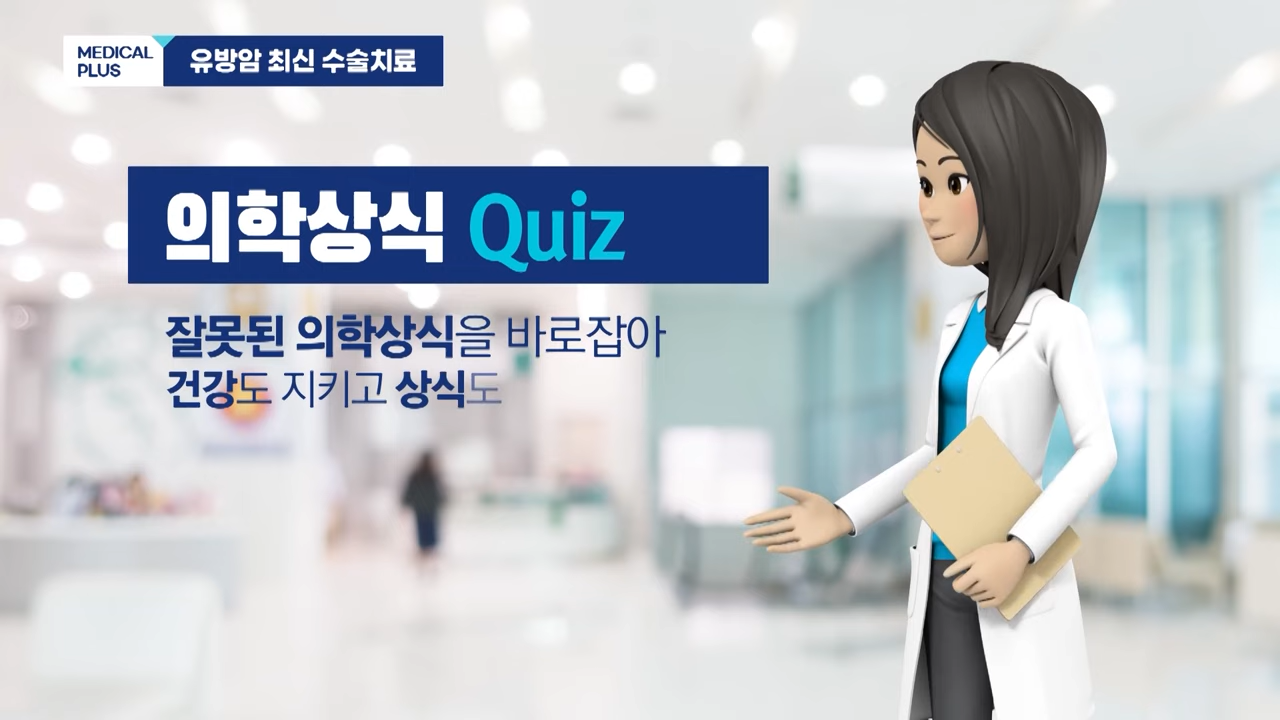 MEDICAL
PLUS
유방암 최신 수술치료
의학상식 Quiz
잘못된 의학상식을 바로잡아
건강도 지키고 상식도